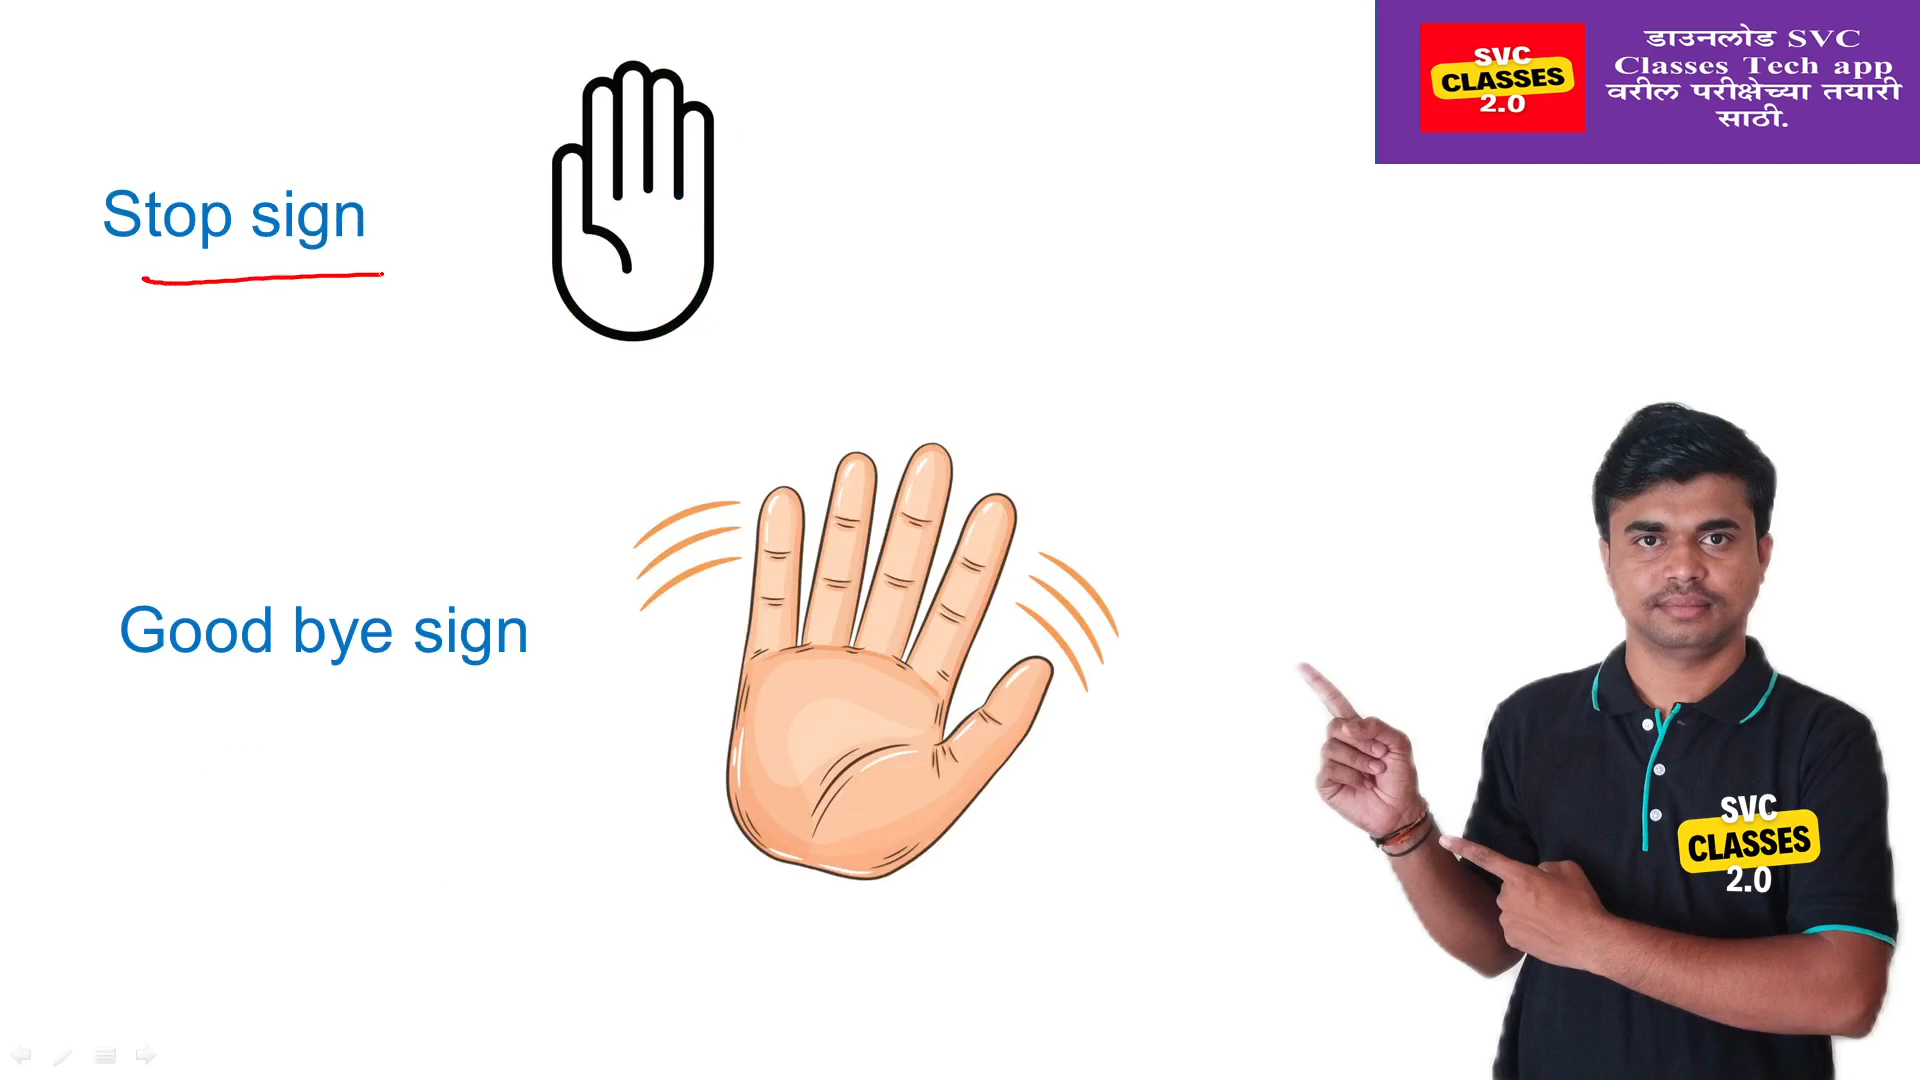 SVC
CLASSES
2.0
डाउनलोड SVC
Classes Tech app
वरील परीक्षेच्या तयारी
साठी.
Stop sign
Good bye sign
SVC
CLASSES
2.0